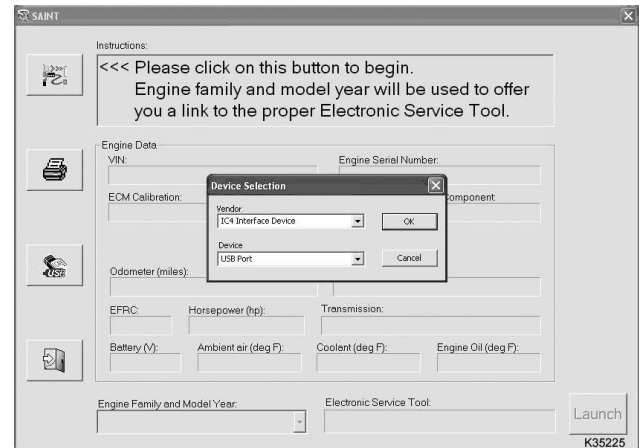 SAINT
Instructions:
<<< Please click on this button to begin.
Engine family and model year will be used to offer
you a link to the proper Electronic Service Tool.
Engine Data
VIN:
Engine Serial Number:
ECM Calibration:
Component:
Device Selection
Vendor
IC4 Interface Device
OK
Device
USB Port
Cancel
USB
Odometer (miles):
EFRC:
Horsepower (hp):
Transmission:
Battery (V):
Ambient air (deg F):
Coolant (deg F):
Engine Oil (deg F):
Engine Family and Model Year:
Electronic Service Tool:
Launch
K35225